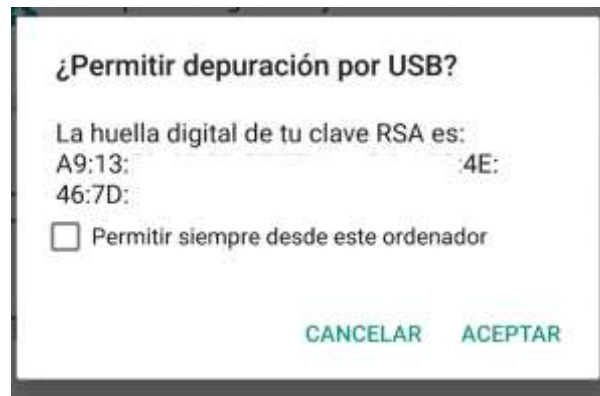 ¿Permitir depuración por USB?
La huella digital de tu clave RSA es:
A9:13: :4E:
46:7D:
Permitir siempre desde este ordenador
CANCELAR ACEPTAR